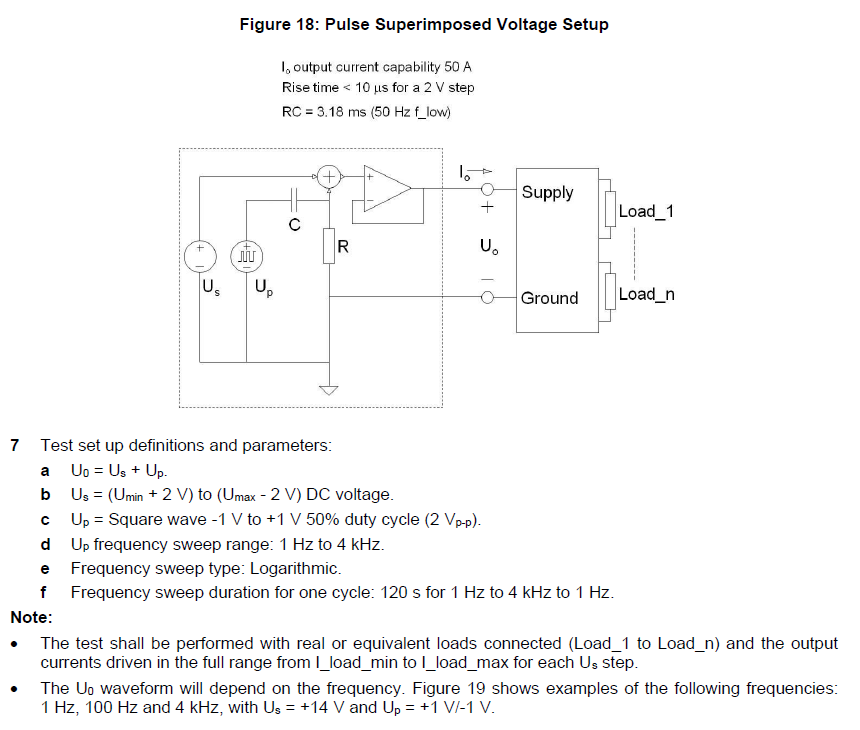 Figure 18: Pulse Superimposed Voltage Setup
Io output current capability 50 A
Rise time < 10 µs for a 2 V step
RC = 3.18 ms (50 Hz f_low)
Io
+
+
−
Supply
Load_1
C
R
+
−
+
−
Uo
Us
Up
−
Ground
Load_n
7 Test set up definitions and parameters:
a U0 = Us + Up.
b Us = (Umin + 2 V) to (Umax - 2 V) DC voltage.
c Up = Square wave -1 V to +1 V 50% duty cycle (2 Vp-p).
d Up frequency sweep range: 1 Hz to 4 kHz.
e Frequency sweep type: Logarithmic.
f Frequency sweep duration for one cycle: 120 s for 1 Hz to 4 kHz to 1 Hz.
Note:
• The test shall be performed with real or equivalent loads connected (Load_1 to Load_n) and the output
currents driven in the full range from I_load_min to I_load_max for each Us step.
• The U0 waveform will depend on the frequency. Figure 19 shows examples of the following frequencies:
1 Hz, 100 Hz and 4 kHz, with Us = +14 V and Up = +1 V/-1 V.